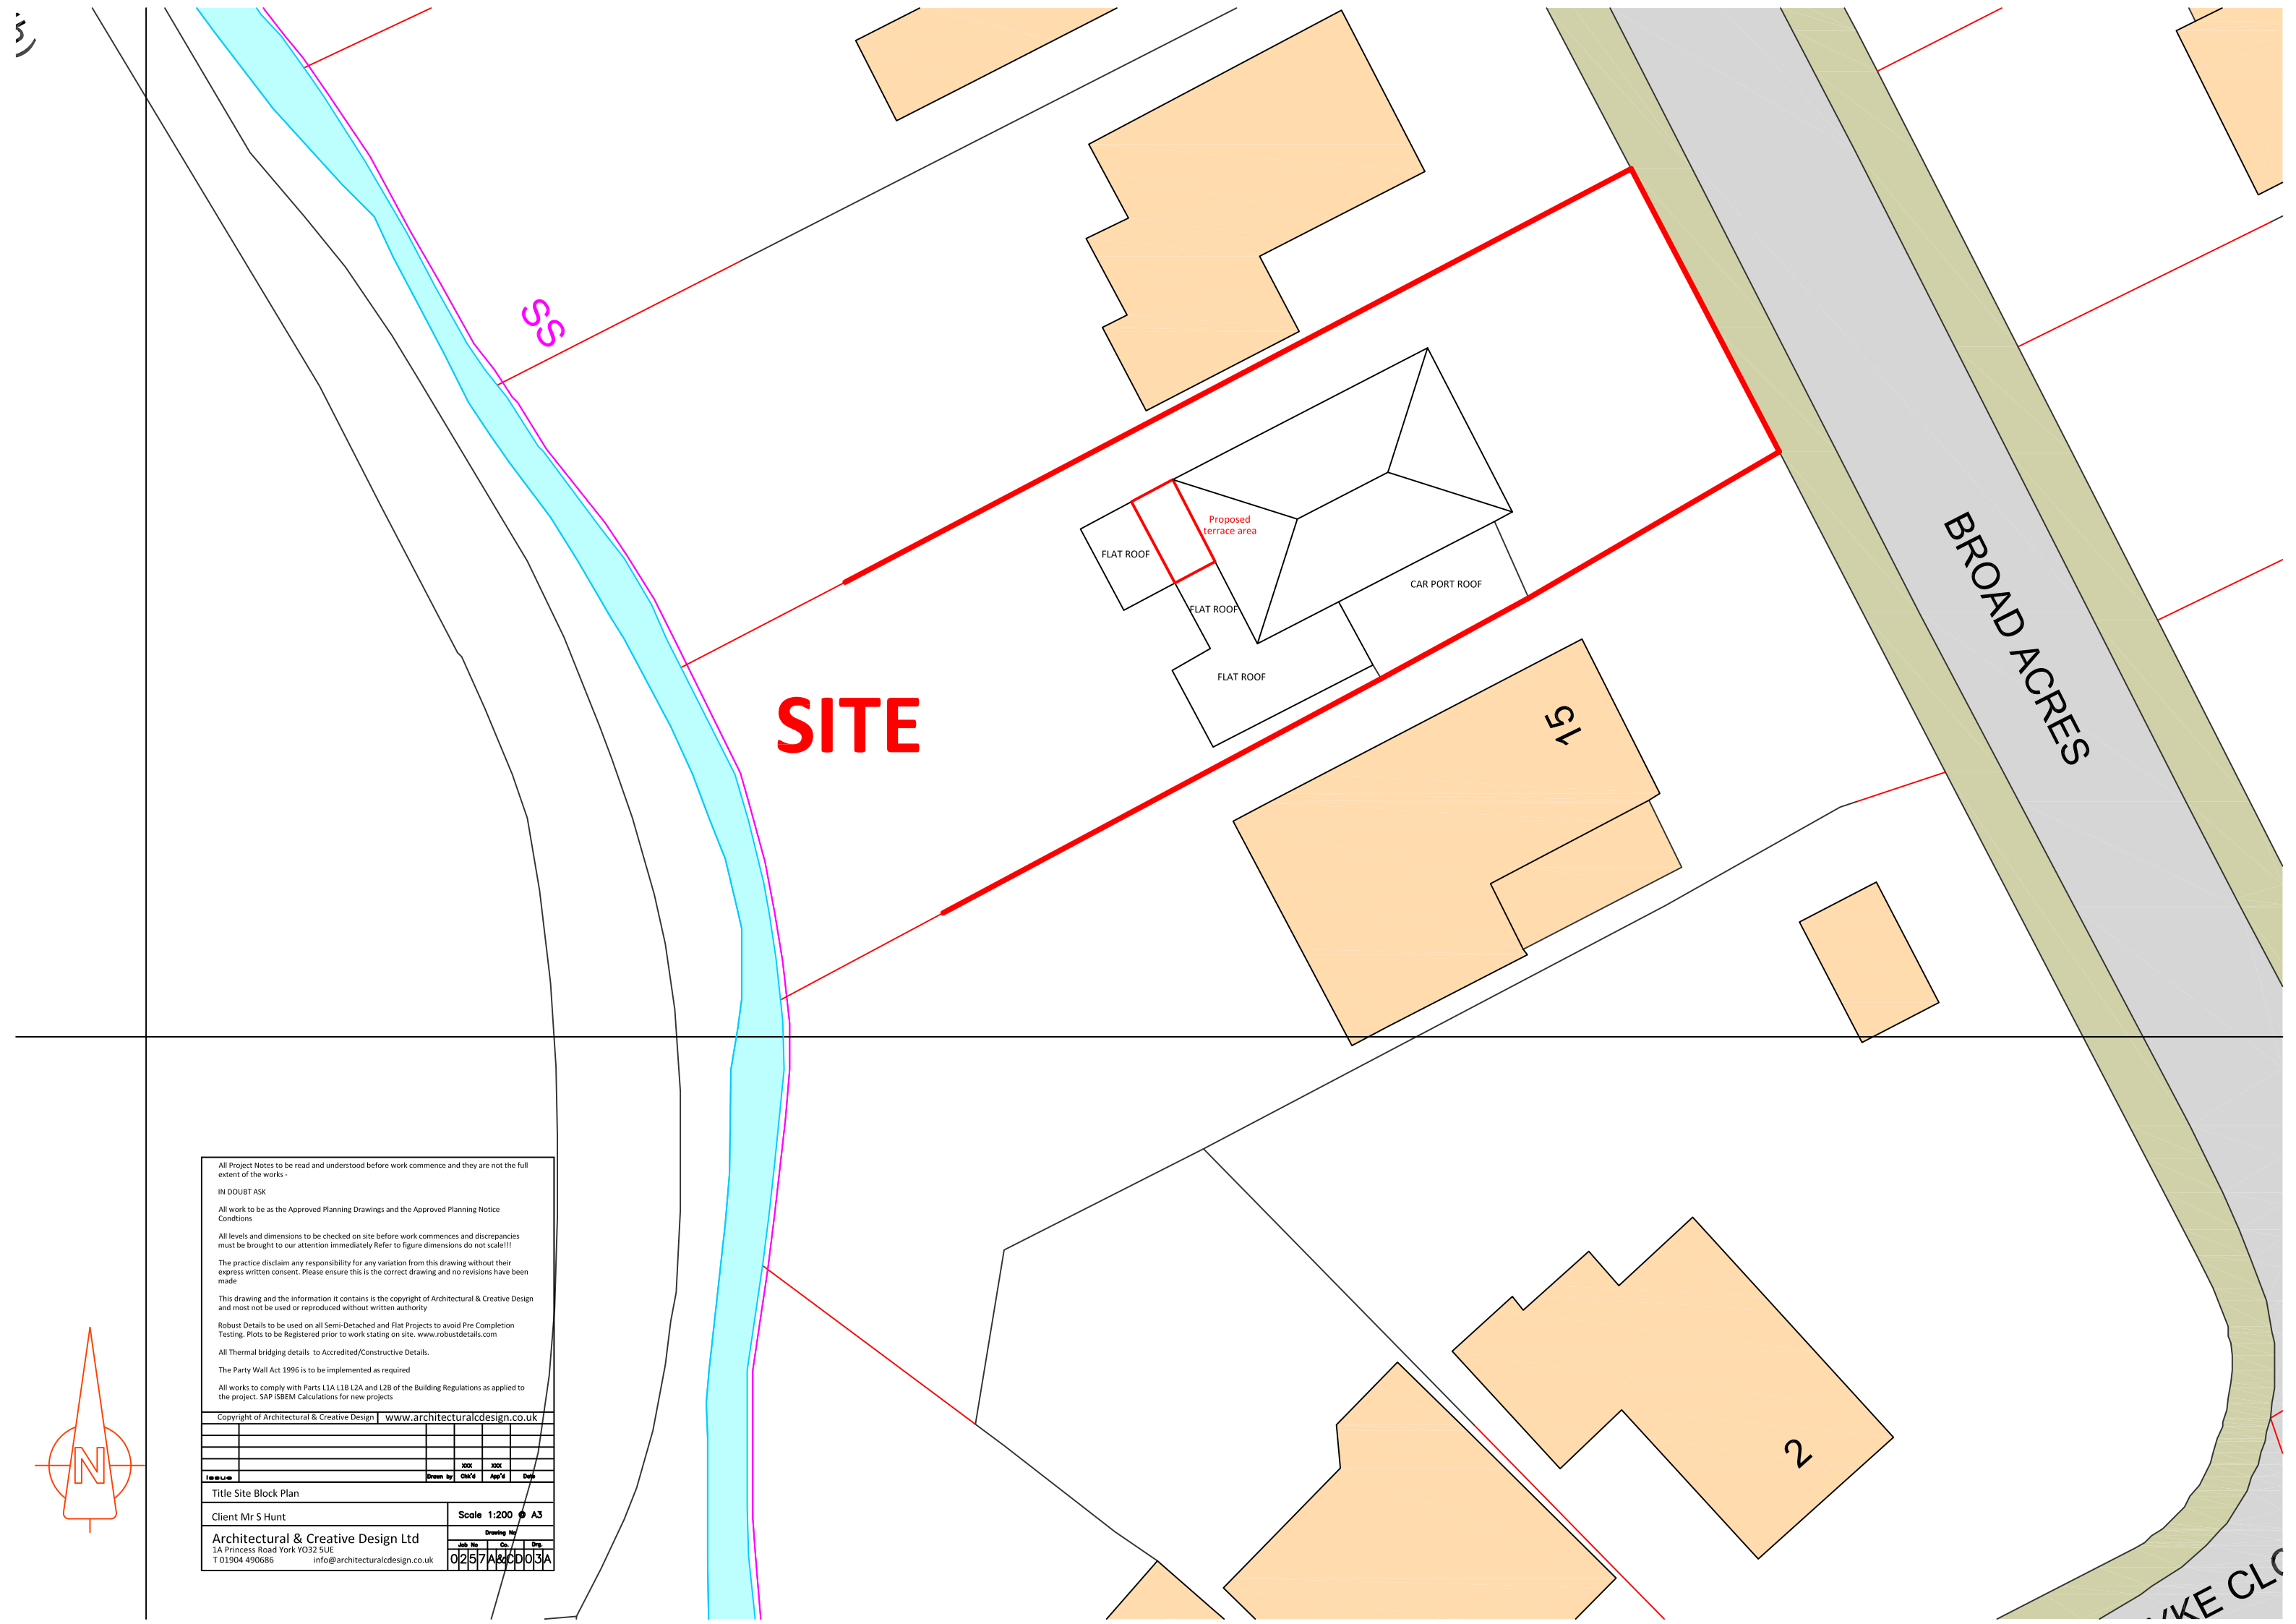 SS
Proposed
terrace area
FLAT ROOF
CAR PORT ROOF
FLAT ROOF
FLAT ROOF
SITE
15
BROAD ACRES
2
All Project Notes to be read and understood before work commence and they are not the full
extent of the works -
IN DOUBT ASK
All work to be as the Approved Planning Drawings and the Approved Planning Notice
Condtions
All levels and dimensions to be checked on site before work commences and discrepancies
must be brought to our attention immediately Refer to figure dimensions do not scale!!!
The practice disclaim any responsibility for any variation from this drawing without their
express written consent. Please ensure this is the correct drawing and no revisions have been
made
This drawing and the information it contains is the copyright of Architectural & Creative Design
and most not be used or reproduced without written authority
Robust Details to be used on all Semi-Detached and Flat Projects to avoid Pre Completion
Testing. Plots to be Registered prior to work stating on site. www.robustdetails.com
All Thermal bridging details to Accredited/Constructive Details.
The Party Wall Act 1996 is to be implemented as required
All works to comply with Parts L1A L1B L2A and L2B of the Building Regulations as applied to
the project. SAP iSBEM Calculations for new projects
Copyright of Architectural & Creative Design www.architecturalcdesign.co.uk
xxx xxx
Issue Drawn by Chk'd App'd Date
Title Site Block Plan
Client Mr S Hunt
Scale 1:200 @ A3
Drawing No
Architectural & Creative Design Ltd
1A Princess Road York YO32 5UE
T 01904 490686 info@architecturalcdesign.co.uk
Job No Co. Drg.
0257A&CD03A
N
YKE CLO